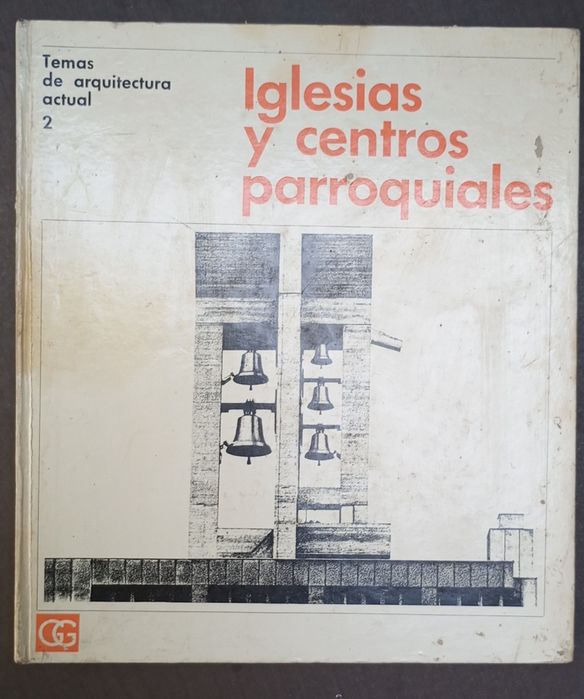 Temas
de arquitectura
actual
2
Iglesias
y centros
parroquiales
GG